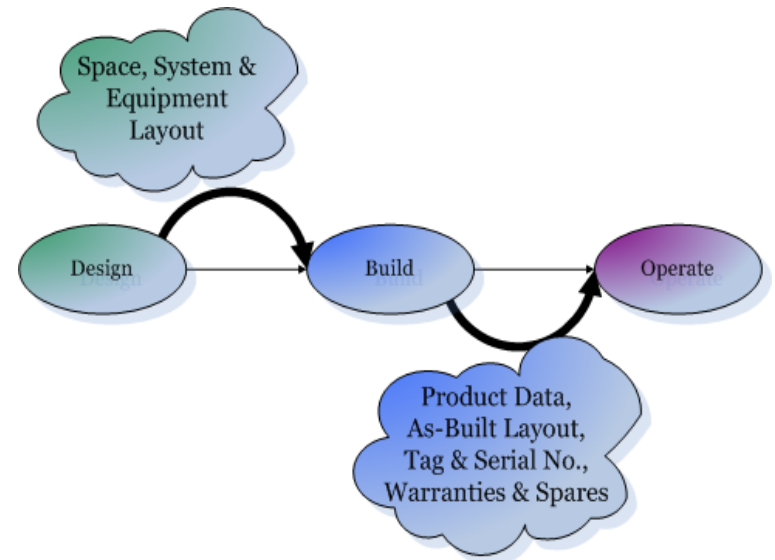 Space, System &
Equipment
Layout
Design
Build
Operate
Product Data,
As-Built Layout,
Tag & Serial No.,
Warranties & Spares